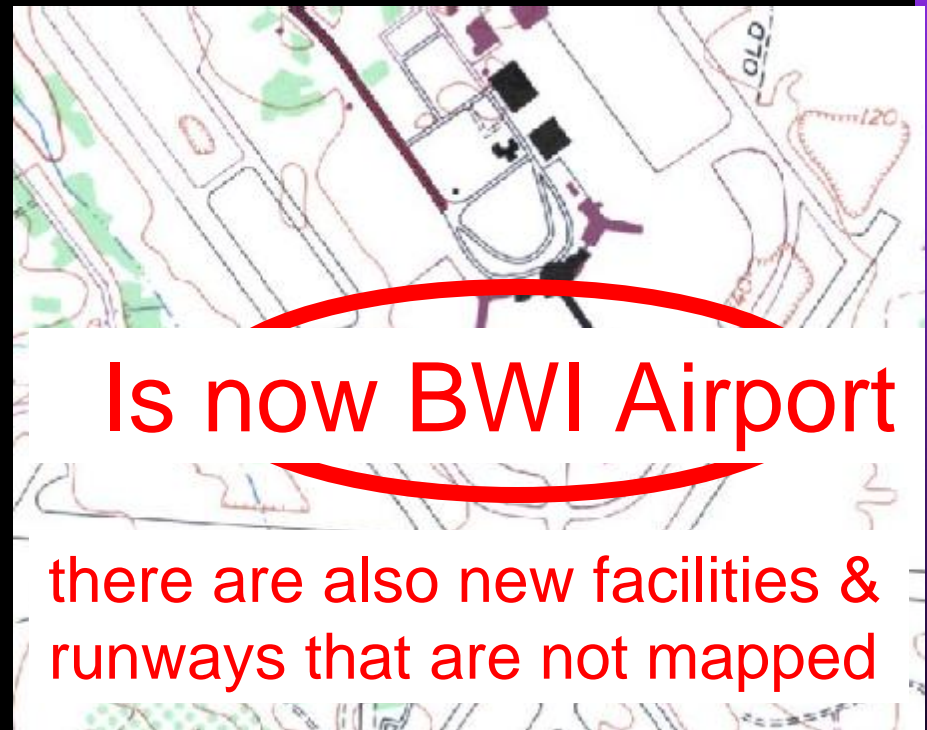 OLD
120
Is now BWI Airport
there are also new facilities &
runways that are not mapped